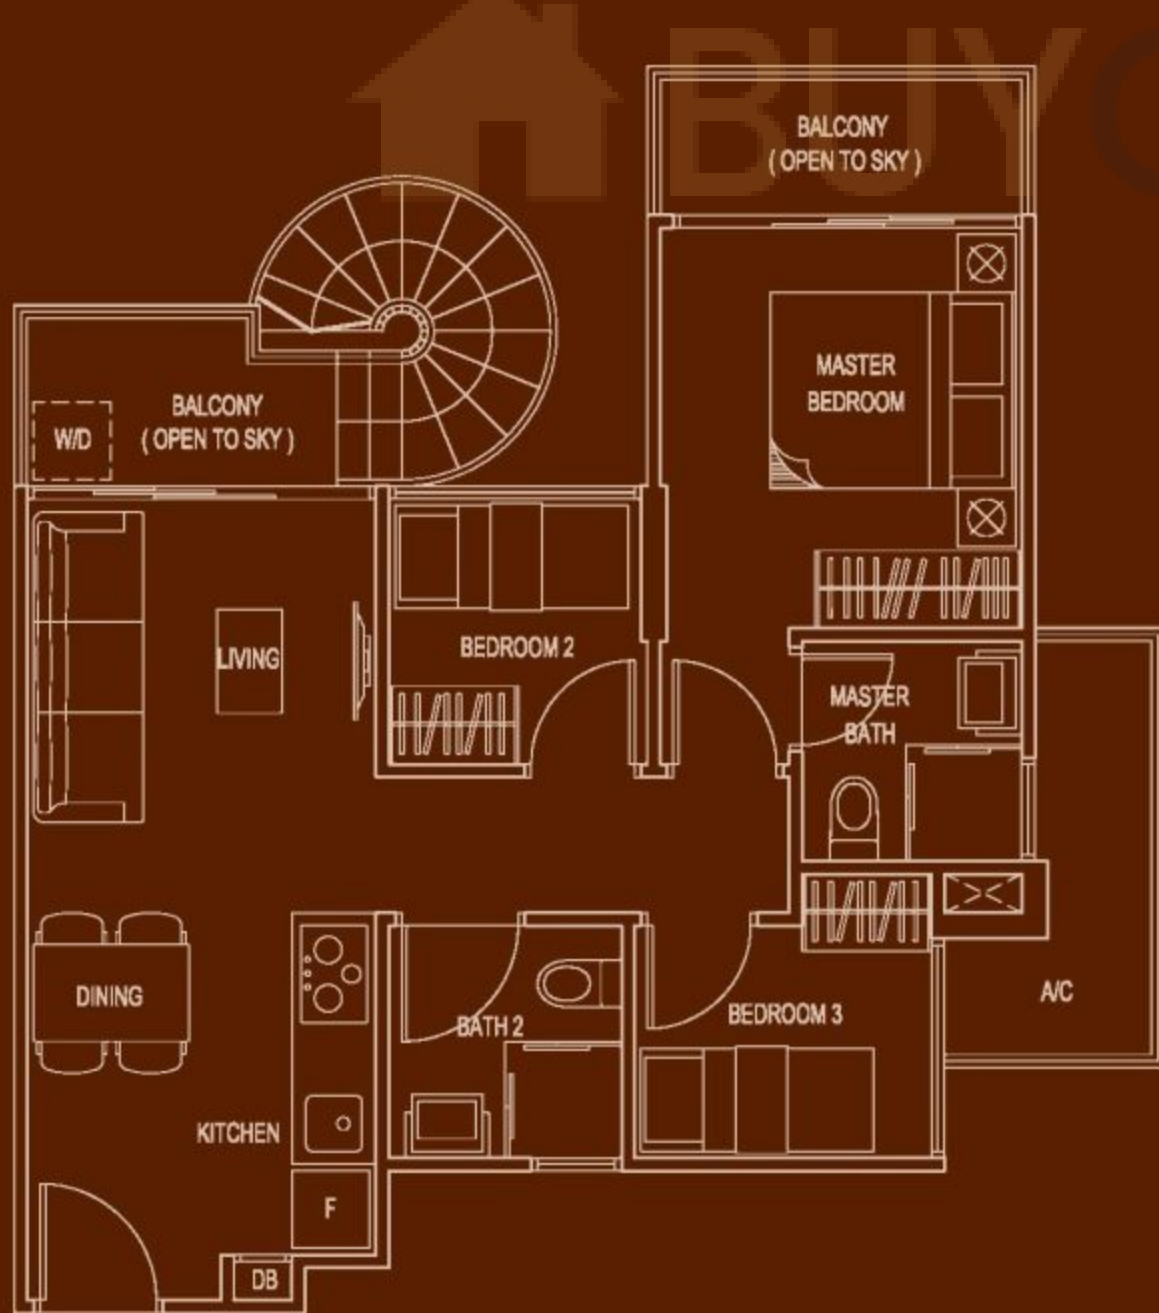 BUY
BALCONY
( OPEN TO SKY )
MASTER
BEDROOM
BALCONY
( OPEN TO SKY )
W/D
LIVING
BEDROOM 2
MASTER
BATH
DINING
BATH 2
BEDROOM 3
A/C
KITCHEN
F
DB